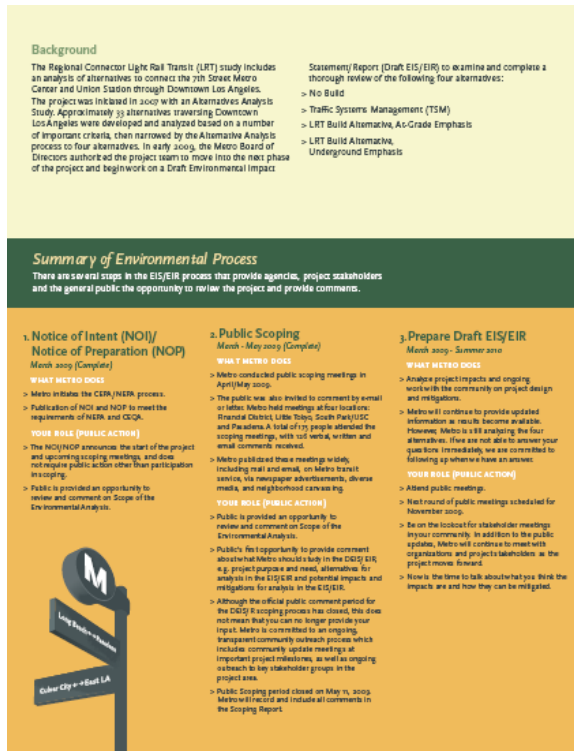 Background
The Regional Connector Light Rail Transit (LRT) study includes
an analysis of alternatives to connect the 7th Street Metro
Center and Union Station through Downtown Los Angeles.
The project was initiated in 2007 with an Alternatives Analysis
Study. Approximately 33 alternatives traversing Downtown
Los Angeles were developed and analyzed based on a number
of important criteria, then narrowed by the Alternative Analysis
process to four alternatives. In early 2009, the Metro Board of
Directors authorized the project team to move into the next phase
of the project and begin work on a Draft Environmental Impact
Statement/Report (Draft EIS/EIR) to examine and complete a
thorough review of the following four alternatives:
> No Build
> Traffic Systems Management (TSM)
> LRT Build Alternative, At-Grade Emphasis
> LRT Build Alternative,
Underground Emphasis
Summary of Environmental Process
There are several steps in the EIS/EIR process that provide agencies, project stakeholders
and the general public the opportunity to review the project and provide comments.
1. Notice of Intent (NOI)/
Notice of Preparation (NOP)
March 2009 (Complete)
WHAT METRO DOES
> Metro initiates the CEPA/NEPA process.
> Publication of NOI and NOP to meet the
requirements of NEPA and CEQA.
YOUR ROLE (PUBLIC ACTION)
> The NOI/NOP announces the start of the project
and upcoming scoping meetings, and does
not require public action other than participation
in scoping.
> Public is provided an opportunity to
review and comment on Scope of the
Environmental Analysis.
M
Long Beach Pasadena
Culver City East LA
2. Public Scoping
March - May 2009 (Complete)
WHAT METRO DOES
> Metro conducted public scoping meetings in
April/May 2009.
> The public was also invited to comment by e-mail
or letter. Metro held meetings at four locations:
Financial District, Little Tokyo, South Park/USC
and Pasadena. A total of 175 people attended the
scoping meetings, with 126 verbal, written and
email comments received.
> Metro publicized these meetings widely,
including mail and email, on Metro transit
service, via newspaper advertisements, diverse
media, and neighborhood canvassing.
YOUR ROLE (PUBLIC ACTION)
> Public is provided an opportunity to
review and comment on Scope of the
Environmental Analysis.
> Public's first opportunity to provide comment
about what Metro should study in the DEIS/EIR,
e.g. project purpose and need, alternatives for
analysis in the EIS/EIR and potential impacts and
mitigations for analysis in the EIS/EIR.
> Although the official public comment period for
the DEIS/R scoping process has closed, this does
not mean that you can no longer provide your
input. Metro is committed to an ongoing,
transparent community outreach process which
includes community update meetings at
important project milestones, as well as ongoing
outreach to key stakeholder groups in the
project area.
> Public Scoping period closed on May 11, 2009.
Metro will record and include all comments in
the Scoping Report.
3. Prepare Draft EIS/EIR
March 2009 - Summer 2010
WHAT METRO DOES
> Analyze project impacts and ongoing
work with the community on project design
and mitigations.
> Metro will continue to provide updated
information as results become available.
However, Metro is still analyzing the four
alternatives. If we are not able to answer your
questions immediately, we are committed to
following up when we have an answer.
YOUR ROLE (PUBLIC ACTION)
> Attend public meetings.
> Next round of public meetings scheduled for
November 2009.
> Be on the lookout for stakeholder meetings
in your community. In addition to the public
updates, Metro will continue to meet with
organizations and project stakeholders as the
project moves forward.
> Now is the time to talk about what you think the
impacts are and how they can be mitigated.